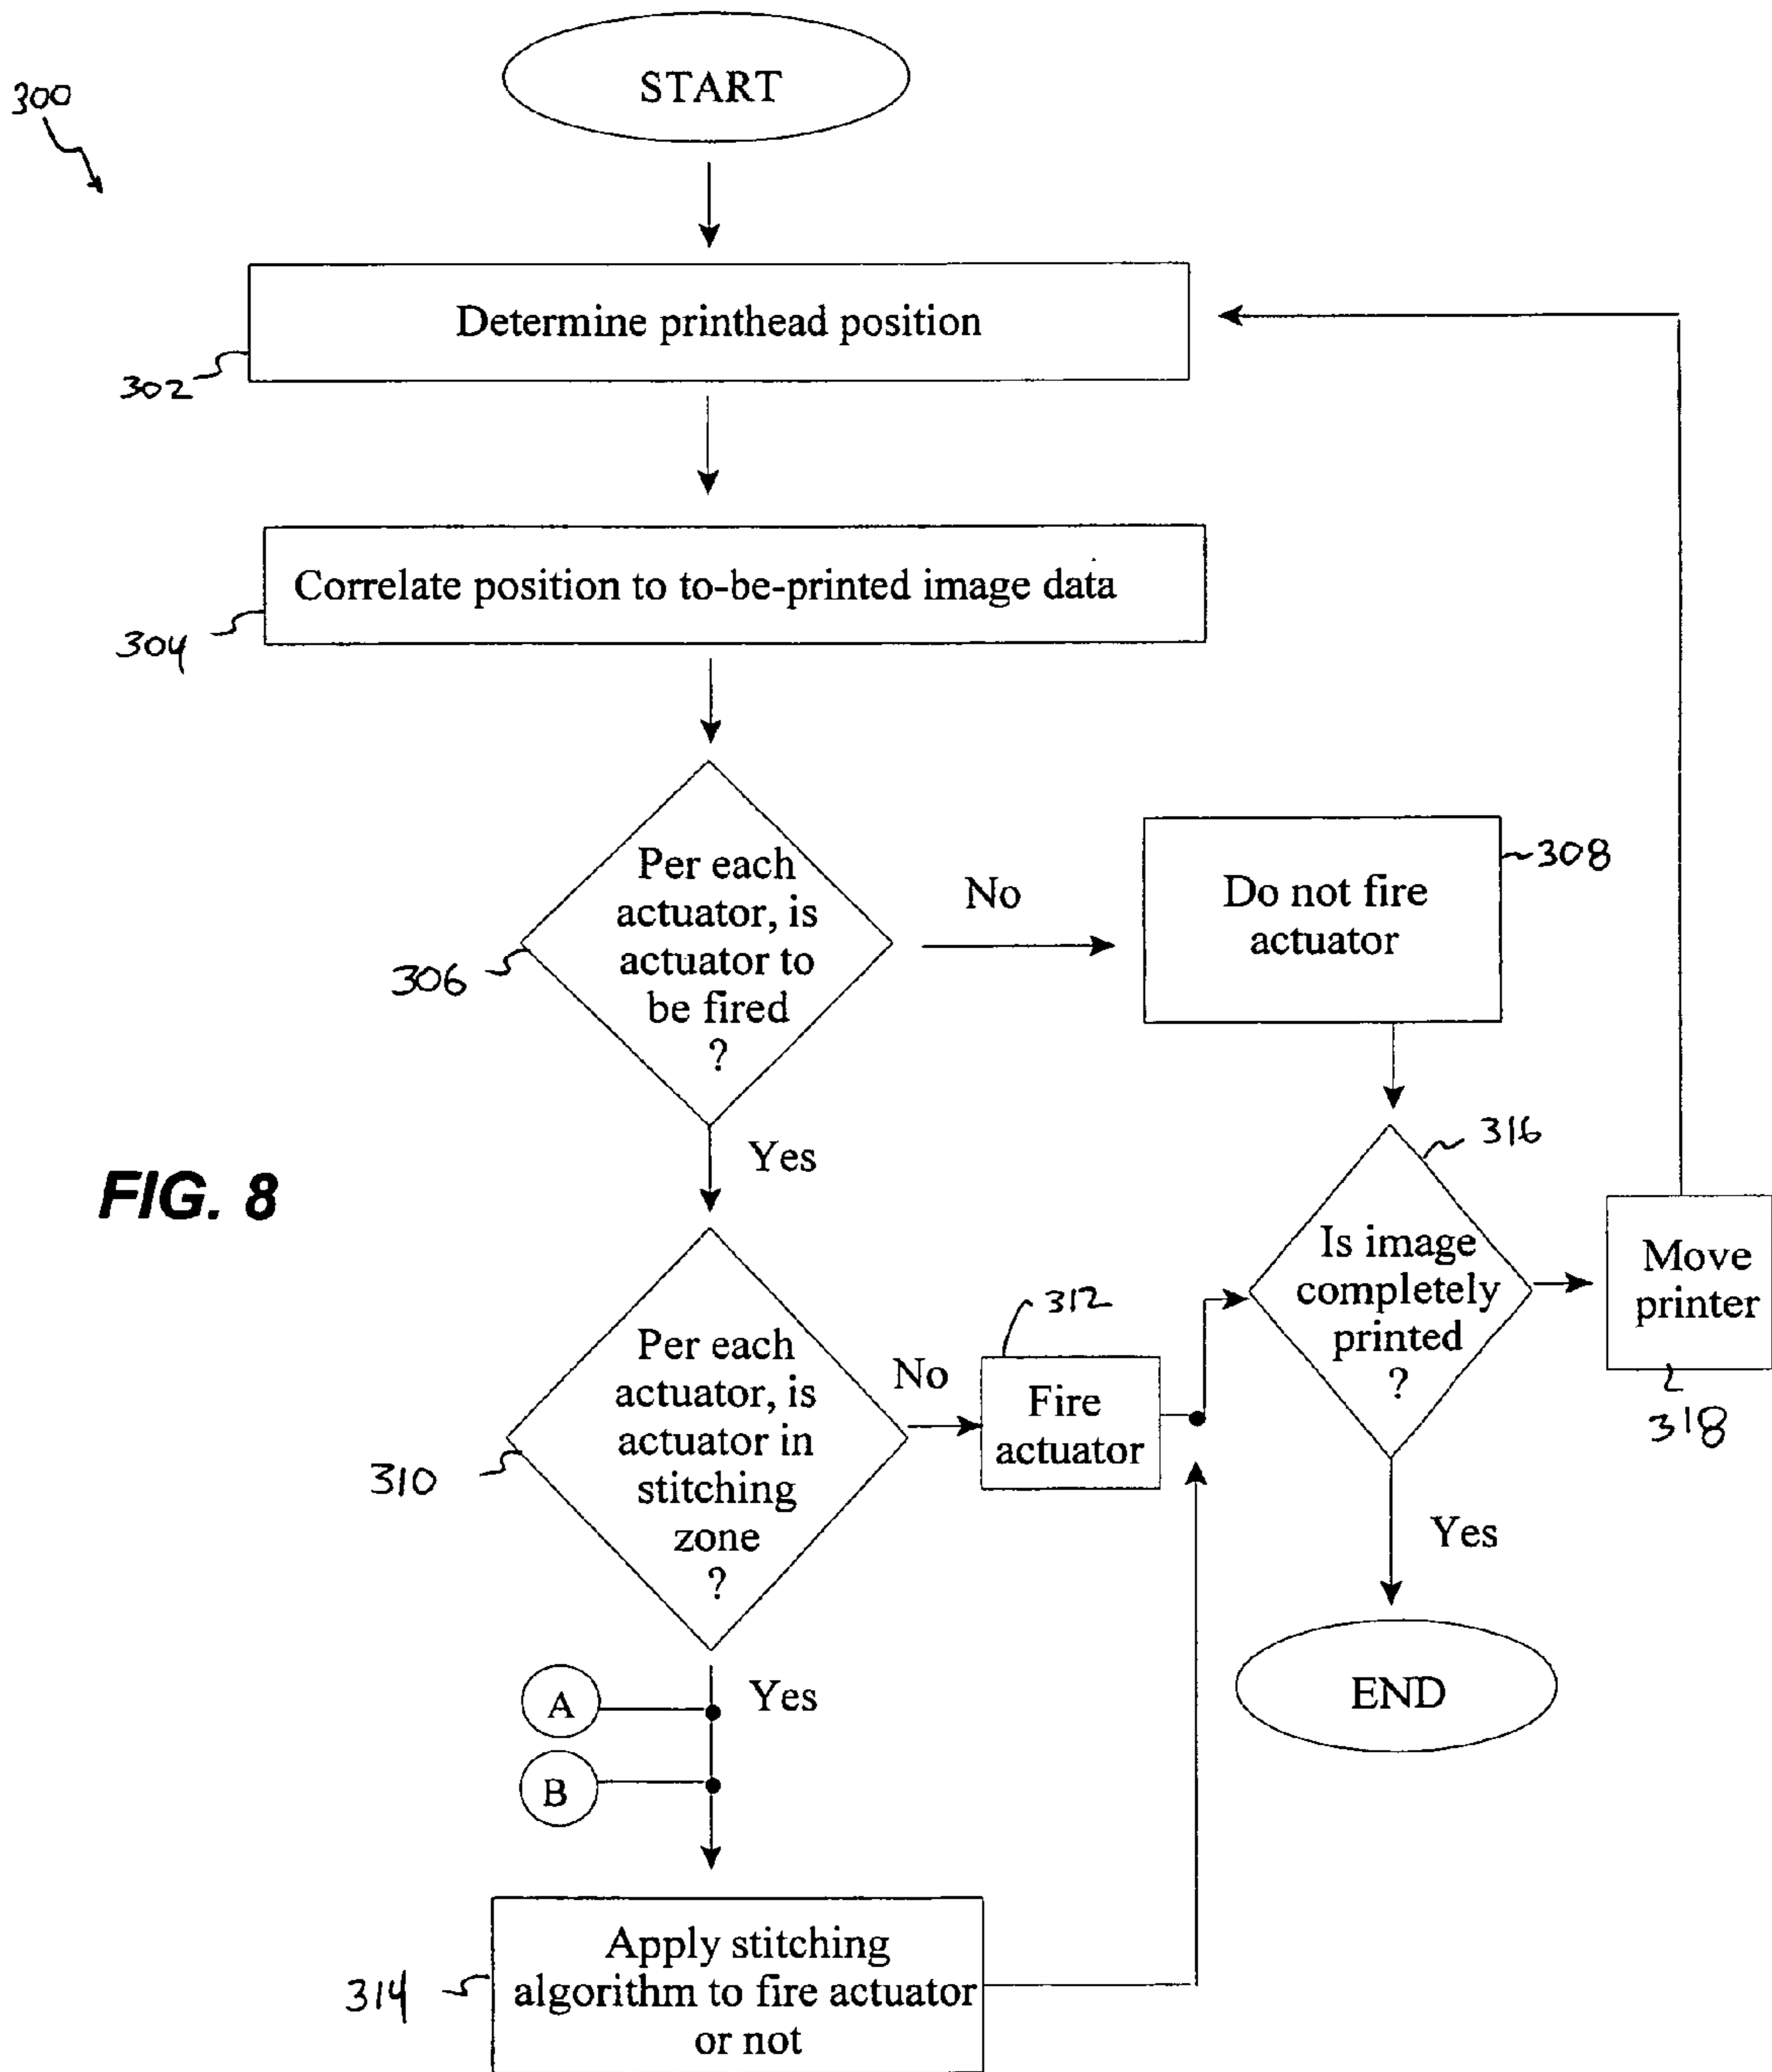 300
START
Determine printhead position
302
Correlate position to to-be-printed image data
304
Per each
actuator, is
actuator to
be fired
?
306
No
Do not fire
actuator
308
Yes
316
Is image
completely
printed
?
Move
printer
318
FIG. 8
Per each
actuator, is
actuator in
stitching
zone
?
310
No
312
Fire
actuator
Yes
END
Yes
A
B
Apply stitching
algorithm to fire actuator
or not
314